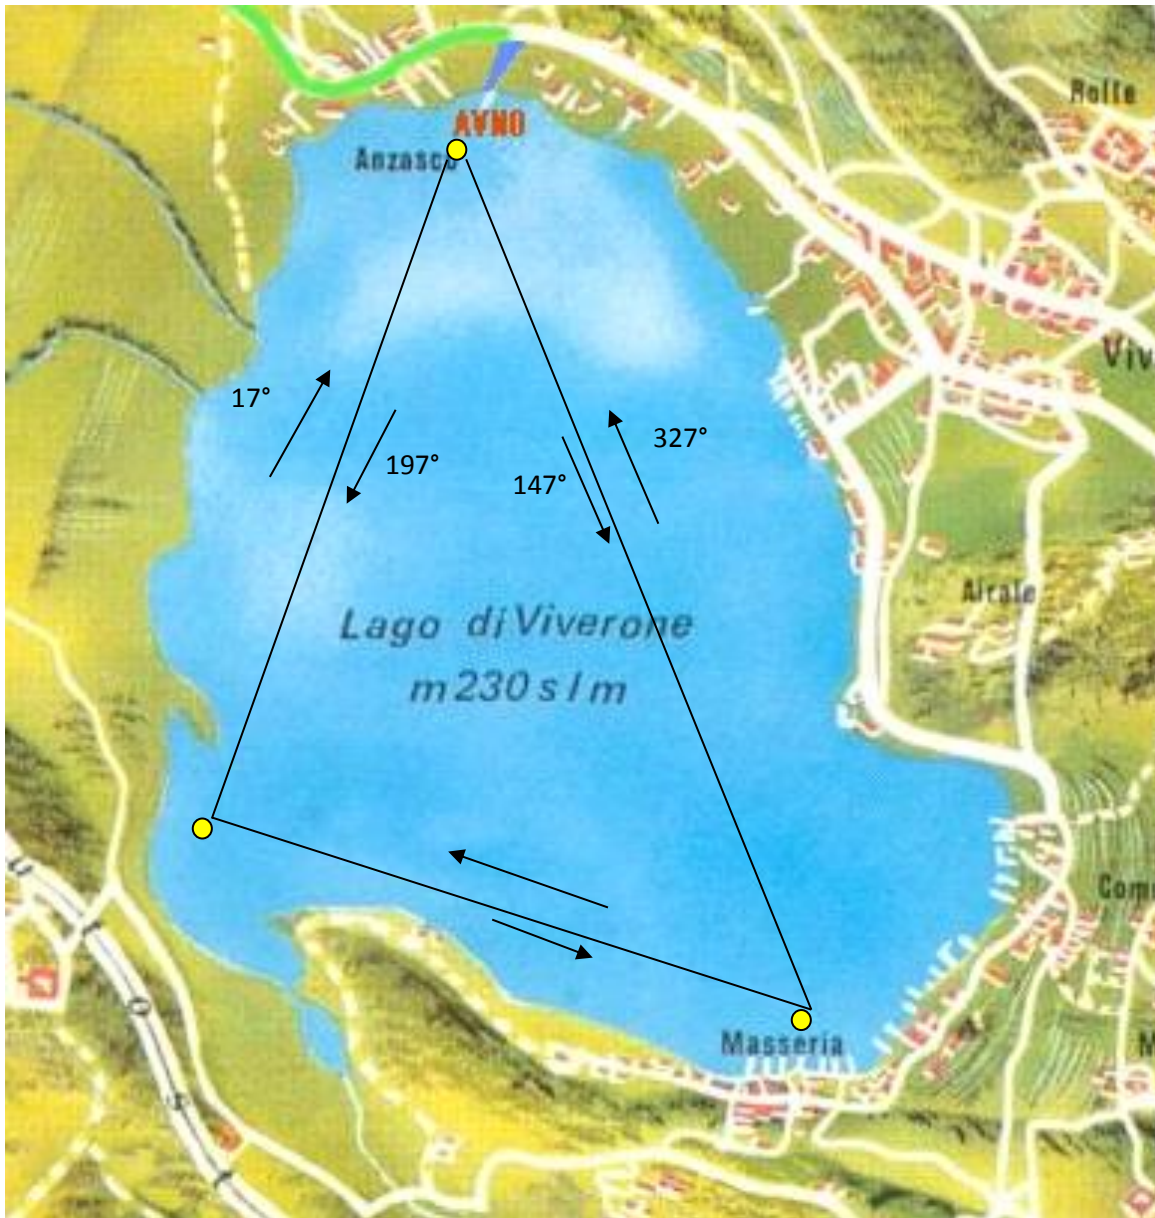 Rolle
AVNO
Anzasco
Viv
17°
197°
147°
327°
Airale
Lago di Viverone
m 230 s l m
Com
Masseria
M
u t o s t